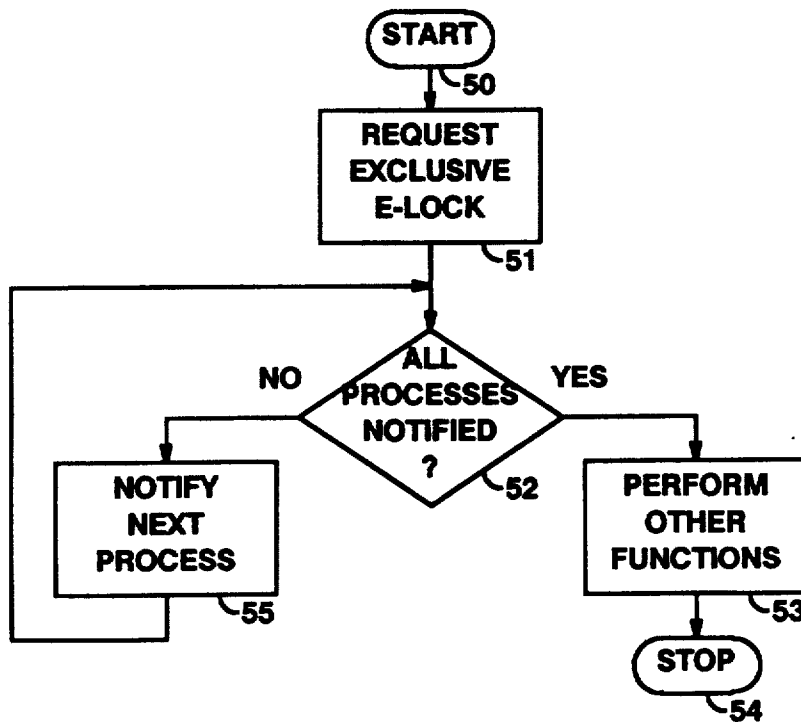 START
50
REQUEST
EXCLUSIVE
E-LOCK
51
ALL
PROCESSES
NOTIFIED
?
52
NO
YES
NOTIFY
NEXT
PROCESS
55
PERFORM
OTHER
FUNCTIONS
53
STOP
54